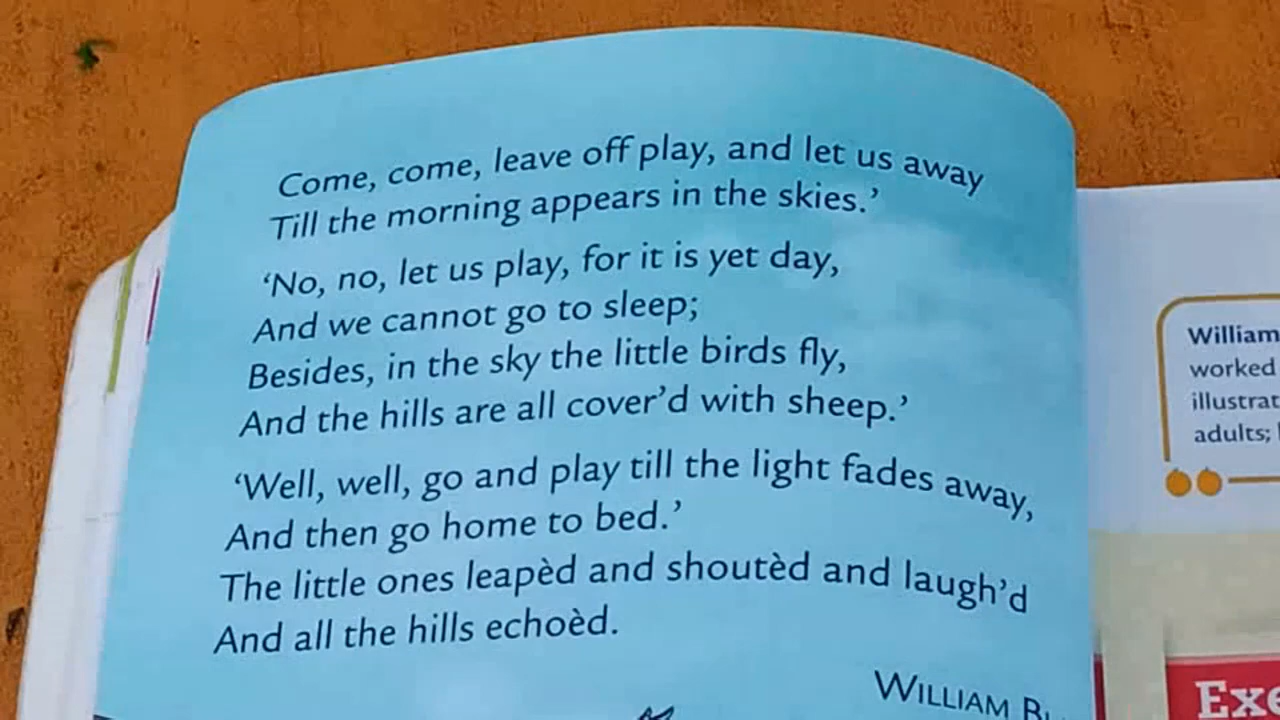 Come, come, leave off play, and let us away
Till the morning appears in the skies.’
‘No, no, let us play, for it is yet day,
And we cannot go to sleep;
Besides, in the sky the little birds fly,
And the hills are all cover’d with sheep.’
‘Well, well, go and play till the light fades away,
And then go home to bed.’
The little ones leapèd and shoutèd and laugh’d
And all the hills echoèd.
WILLIAM
William
worked
adults;